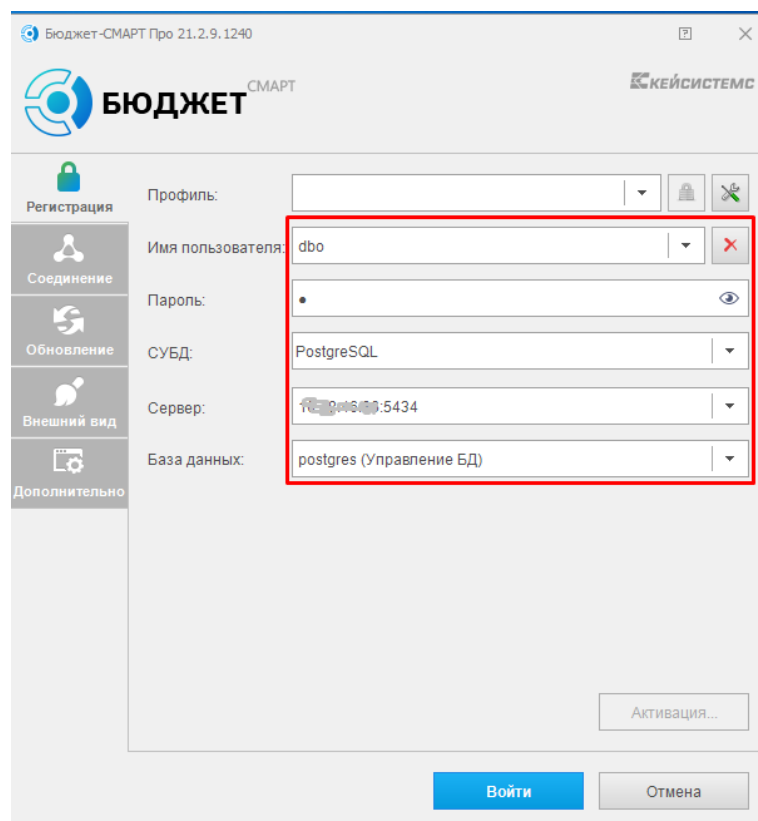 Бюджет-СМАРТ Про 21.2.9.1240
БЮДЖЕТ СМАРТ
КЕЙСИСТЕМС
Регистрация
Профиль:
Имя пользователя: dbo
Соединение
Пароль:
Обновление
СУБД: PostgreSQL
Внешний вид
Сервер: :5434
База данных: postgres (Управление БД)
Дополнительно
Активация...
Войти
Отмена